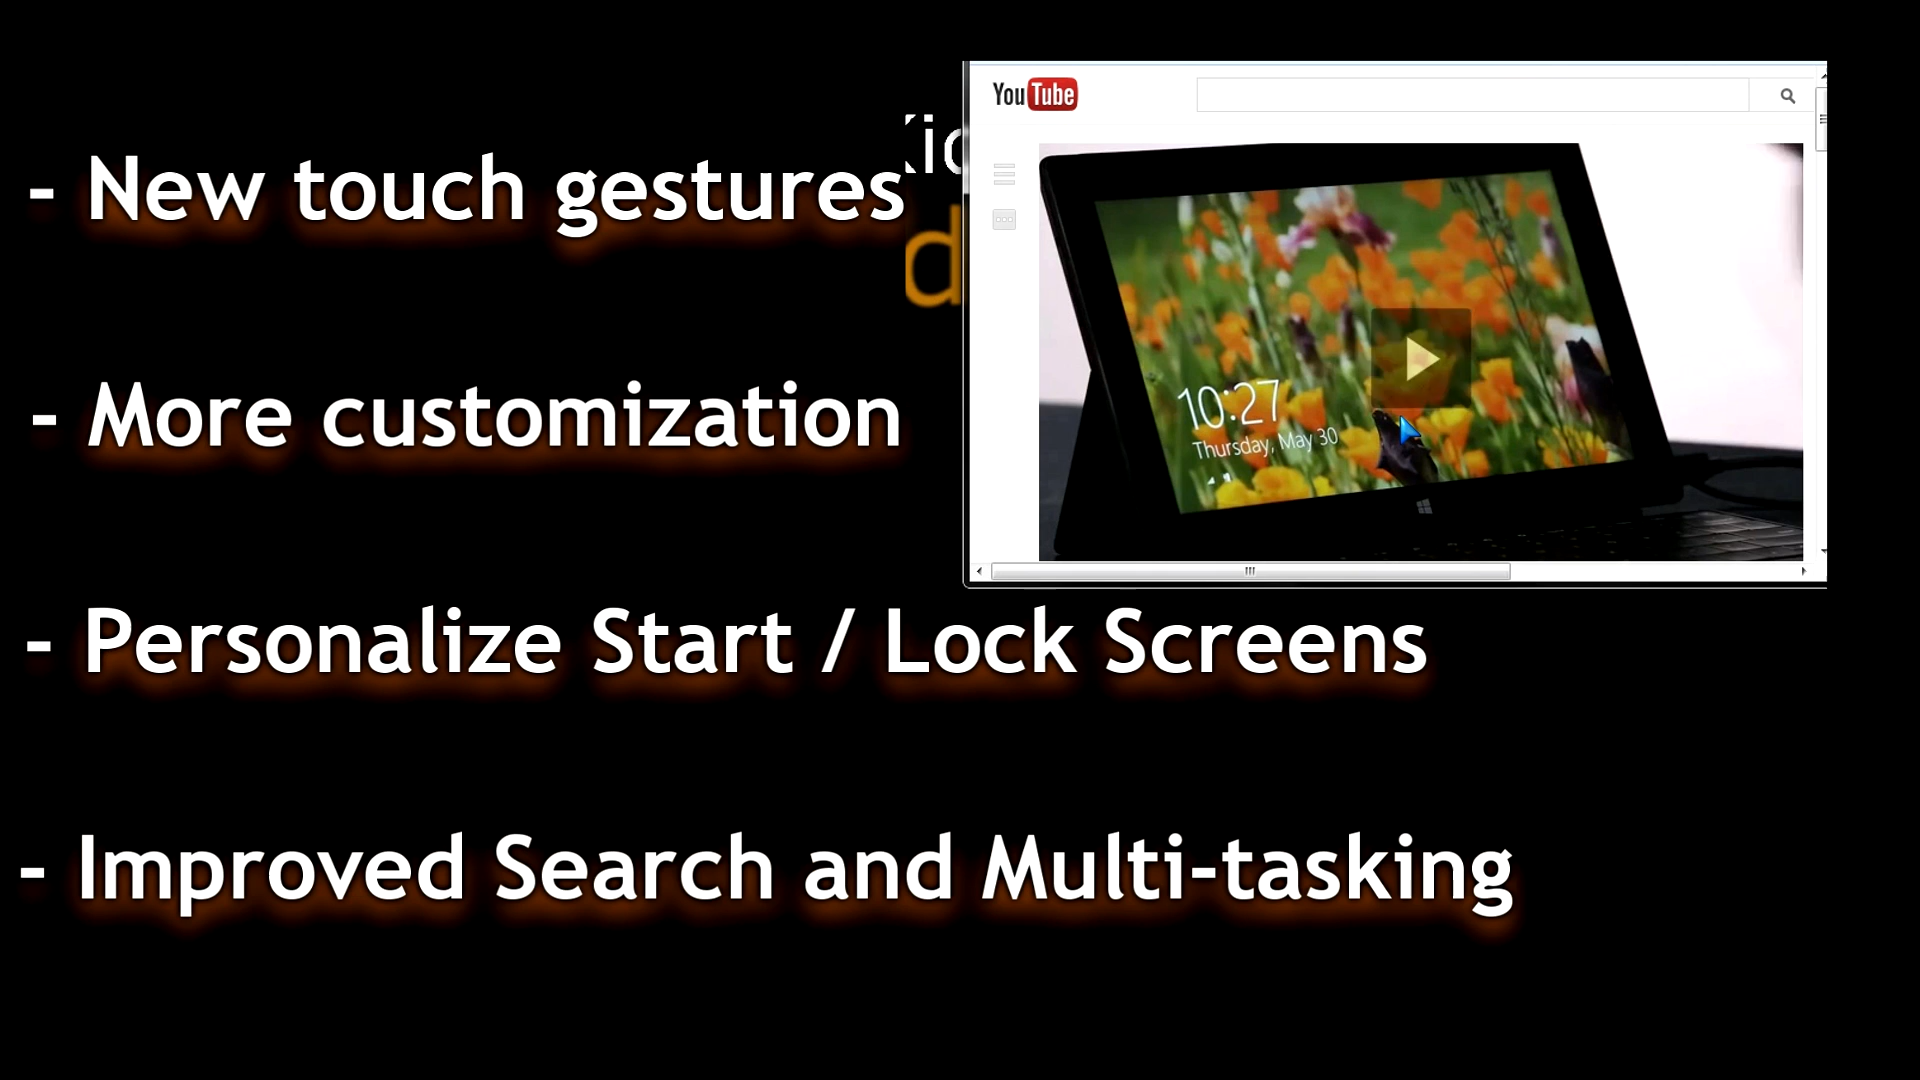 YouTube
- New touch gestures
10:27
Thursday, May 30
- More customization
- Personalize Start / Lock Screens
- Improved Search and Multi-tasking